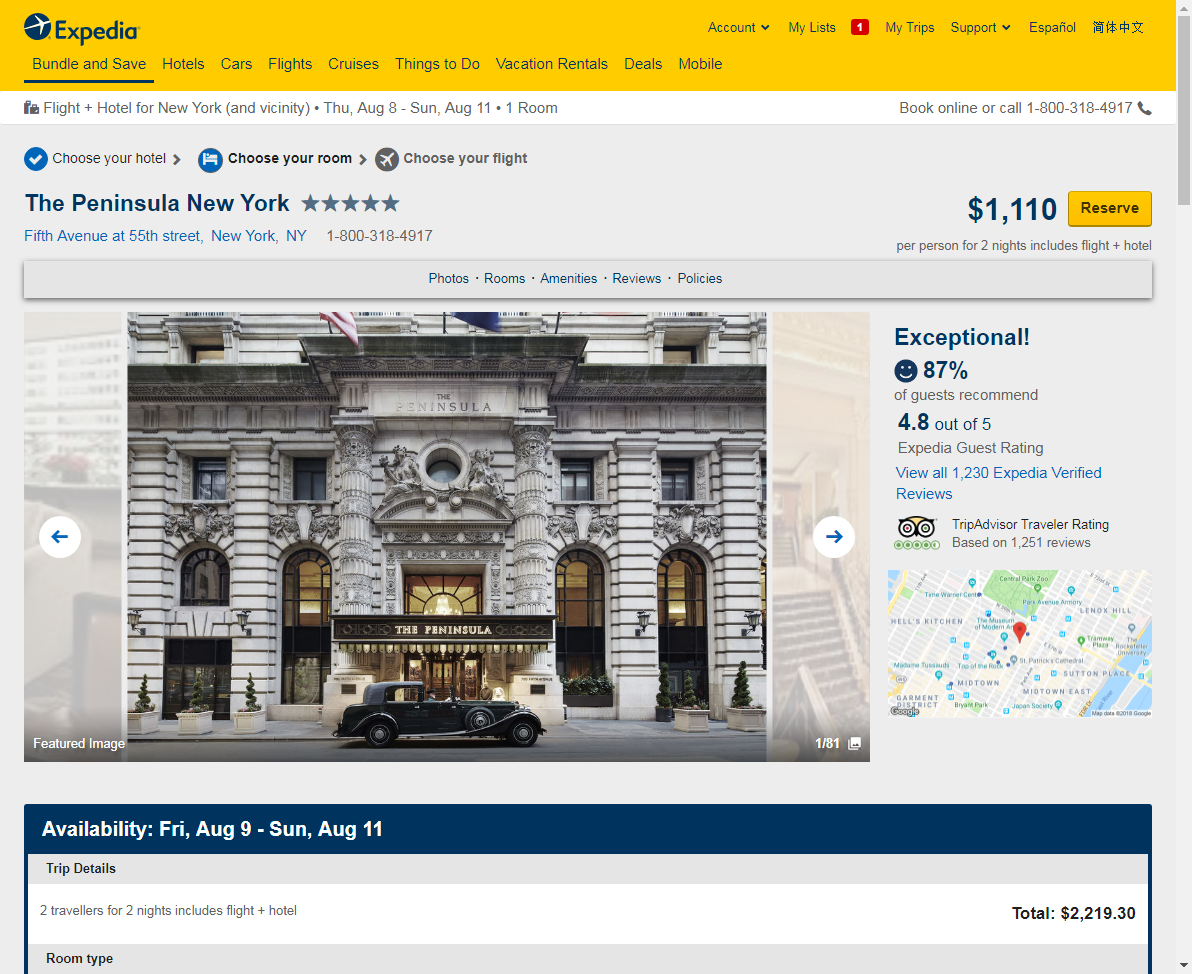 Expedia
Account
My Lists
1
My Trips
Support
Español
简体中文
Bundle and Save
Hotels
Cars
Flights
Cruises
Things to Do
Vacation Rentals
Deals
Mobile
Flight + Hotel for New York (and vicinity) • Thu, Aug 8 - Sun, Aug 11 • 1 Room
Book online or call 1-800-318-4917
Choose your hotel
Choose your room
Choose your flight
The Peninsula New York
$1,110
Reserve
Fifth Avenue at 55th street, New York, NY
1-800-318-4917
per person for 2 nights includes flight + hotel
Photos · Rooms · Amenities · Reviews · Policies
THE
PENINSULA
THE PENINSULA
Featured Image
1/81
Exceptional!
87%
of guests recommend
4.8 out of 5
Expedia Guest Rating
View all 1,230 Expedia Verified
Reviews
TripAdvisor Traveler Rating
Based on 1,251 reviews
Central Park Zoo
Time Warner Center
Park Avenue Armory
LENOX HILL
HELL'S KITCHEN
The Museum
of Modern Art
Tramway
Plaza
The
Rockefeller
University
Madame Tussauds
Top of the Rock
St. Patrick's Cathedral
SUTTON PLACE
MIDTOWN
MIDTOWN EAST
GARMENT
DISTRICT
Bryant Park
Japan Society
Google
Map data ©2018 Google
Availability: Fri, Aug 9 - Sun, Aug 11
Trip Details
2 travellers for 2 nights includes flight + hotel
Total: $2,219.30
Room type